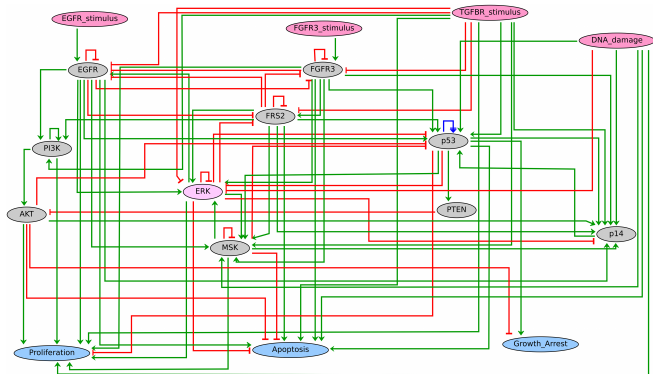 EGFR_stimulus
TGFBR_stimulus
FGFR3_stimulus
DNA_damage
EGFR
FGFR3
FRS2
p53
PI3K
ERK
AKT
PTEN
p14
MSK
Proliferation
Apoptosis
Growth_Arrest